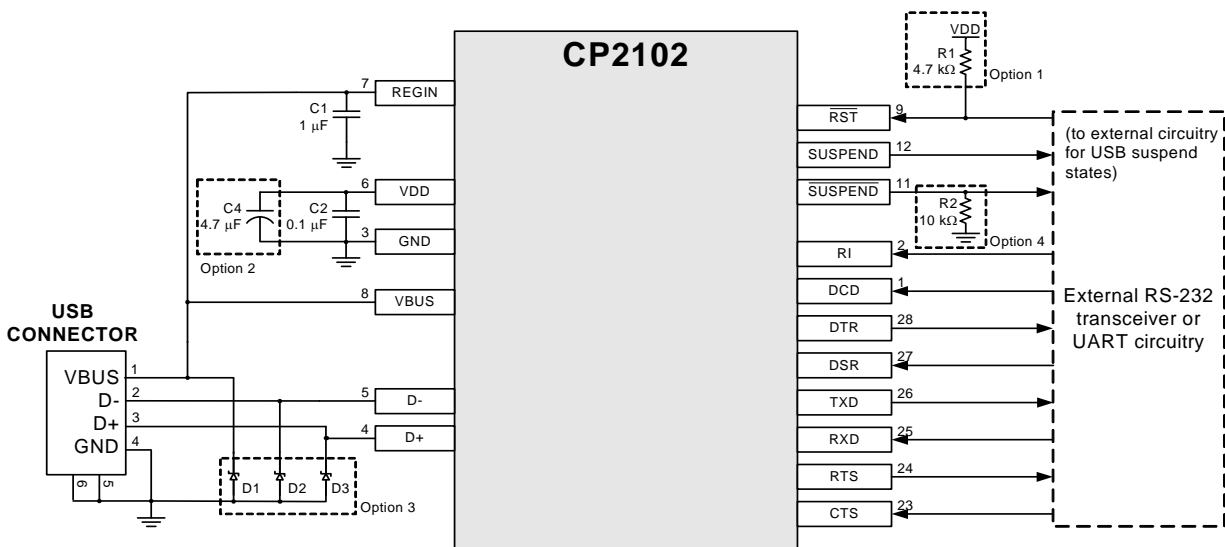 CP2102
7
REGIN
C1
1 μF
6
VDD
C4
4.7 μF
C2
0.1 μF
3
GND
Option 2
8
VBUS
USB
CONNECTOR
VBUS
D-
D+
GND
1
2
3
4
6
5
5
D-
4
D+
D1
D2
D3
Option 3
VDD
R1
4.7 kΩ
Option 1
RST
9
SUSPEND
12
SUSPEND
11
R2
10 kΩ
Option 4
RI
2
DCD
1
DTR
28
DSR
27
TXD
26
RXD
25
RTS
24
CTS
23
(to external circuitry
for USB suspend
states)
External RS-232
transceiver or
UART circuitry